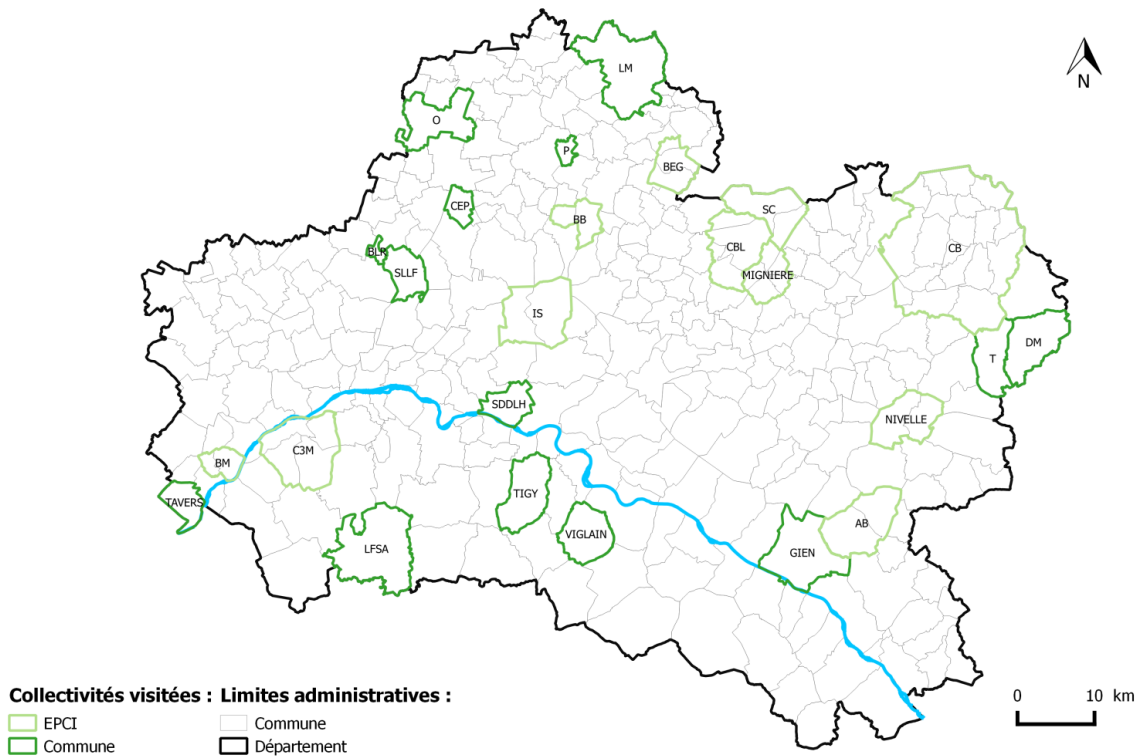 LM
N
O
P
BEG
CEP
SC
BB
CBL
CB
BLR
SLLF
MIGNIERE
IS
DM
T
SDDLH
NIVELLE
C3M
BM
TIGY
TAVERS
AB
VIGLAIN
LFSA
GIEN
Collectivités visitées : Limites administratives :
EPCI
Commune
Commune
Département
0 10 km